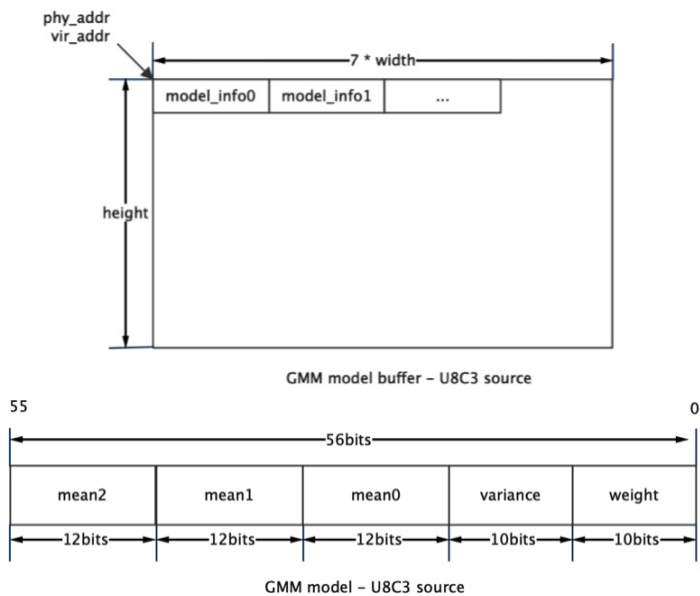 phy_addr
vir_addr
7 * width
model_info0 model_info1 ...
height
GMM model buffer – U8C3 source
55 0
56bits
mean2 mean1 mean0 variance weight
12bits 12bits 12bits 10bits 10bits
GMM model – U8C3 source